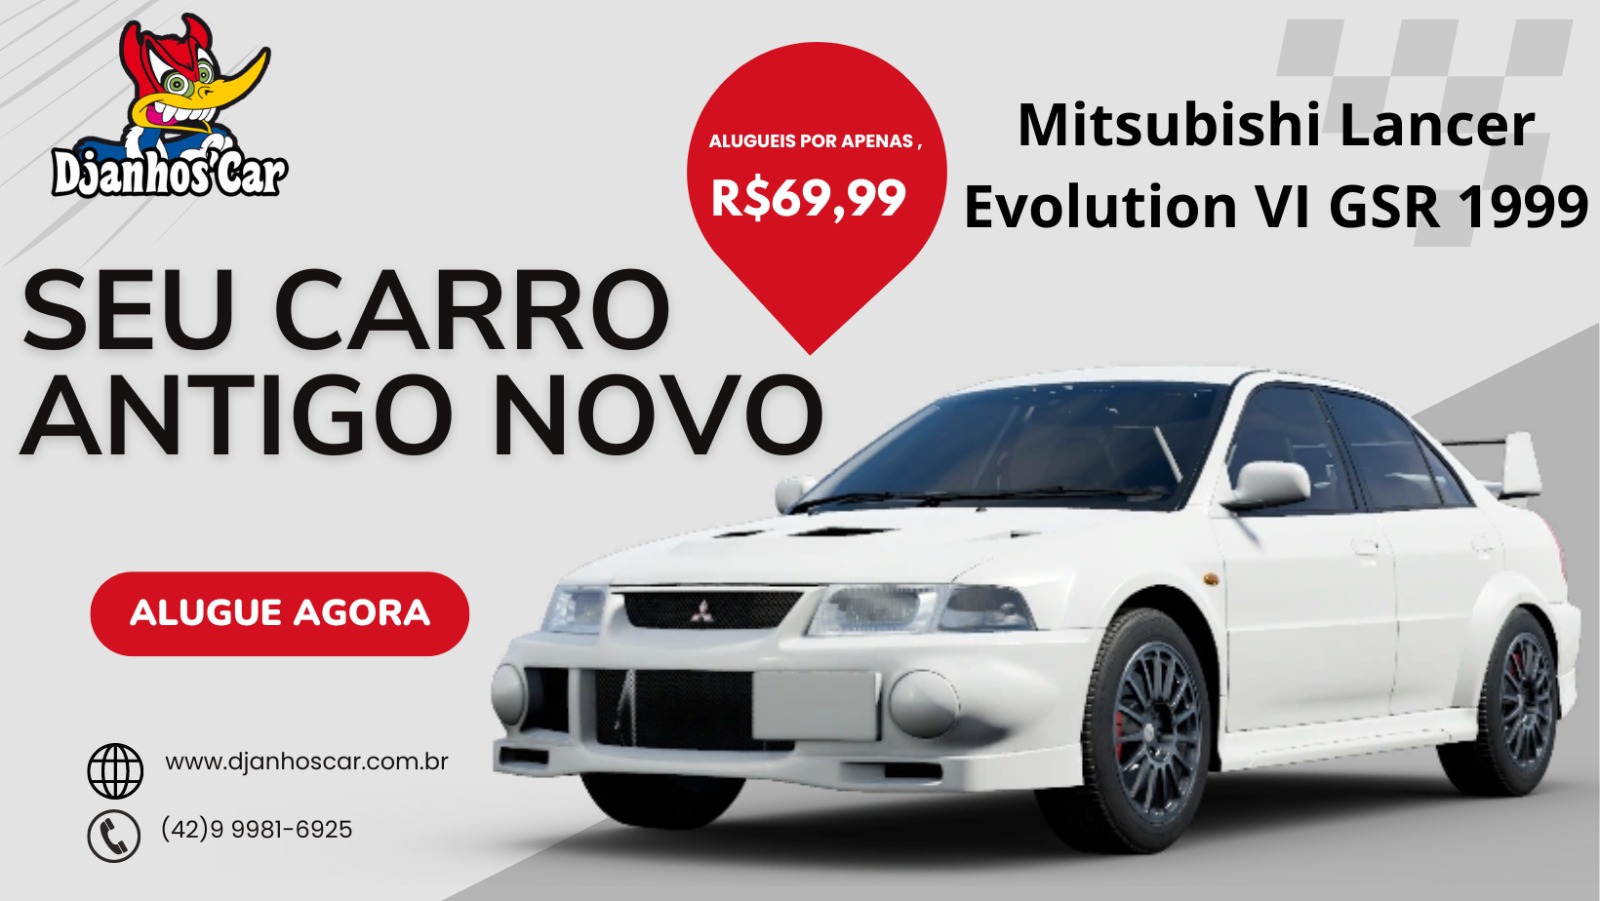 Djanhos'Car
ALUGUEIS POR APENAS ,
R$69,99
Mitsubishi Lancer
Evolution VI GSR 1999
SEU CARRO
ANTIGO NOVO
ALUGUE AGORA
www.djanhoscar.com.br
(42)9 9981-6925